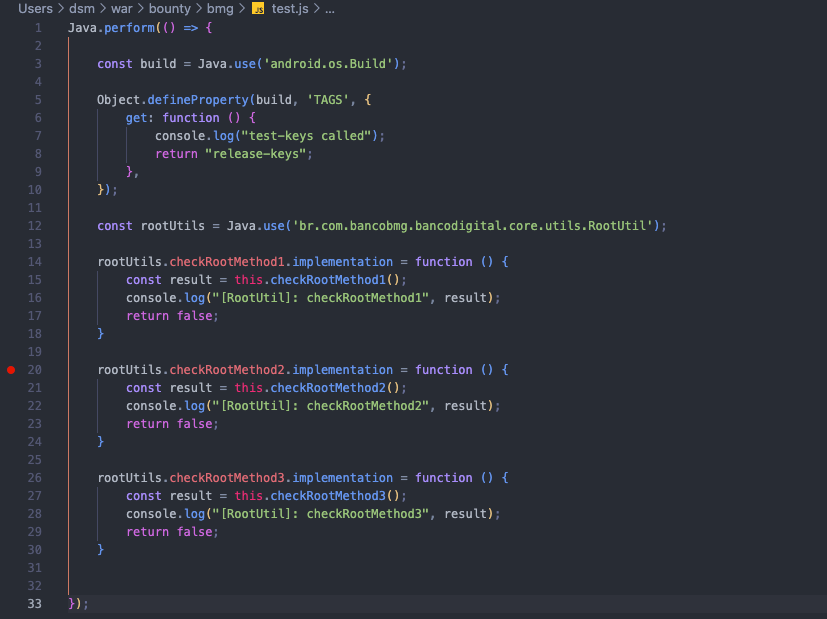 Users > dsm > war > bounty > bmg > JS test.js > ...
1 Java.perform(() => {
2
3 const build = Java.use('android.os.Build');
4
5 Object.defineProperty(build, 'TAGS', {
6 get: function () {
7 console.log("test-keys called");
8 return "release-keys";
9 },
10 });
11
12 const rootUtils = Java.use('br.com.bancobmg.bancodigital.core.utils.RootUtil');
13
14 rootUtils.checkRootMethod1.implementation = function () {
15 const result = this.checkRootMethod1();
16 console.log("[RootUtil]: checkRootMethod1", result);
17 return false;
18 }
19
20 rootUtils.checkRootMethod2.implementation = function () {
21 const result = this.checkRootMethod2();
22 console.log("[RootUtil]: checkRootMethod2", result);
23 return false;
24 }
25
26 rootUtils.checkRootMethod3.implementation = function () {
27 const result = this.checkRootMethod3();
28 console.log("[RootUtil]: checkRootMethod3", result);
29 return false;
30 }
31
32
33 });